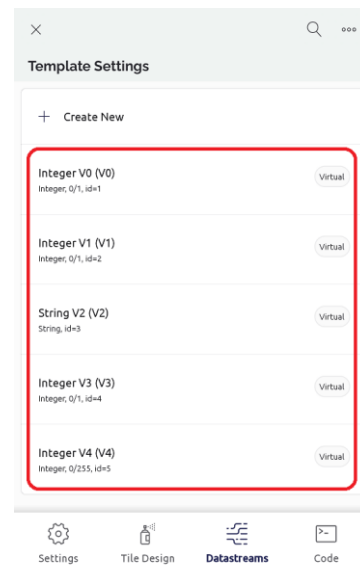 Template Settings
Create New
Integer V0 (V0)
Virtual
Integer, 0/1, id=1
Integer V1 (V1)
Virtual
Integer, 0/1, id=2
String V2 (V2)
Virtual
String, id=3
Integer V3 (V3)
Virtual
Integer, 0/1, id=4
Integer V4 (V4)
Virtual
Integer, 0/255, id=5
Settings Tile Design Datastreams Code